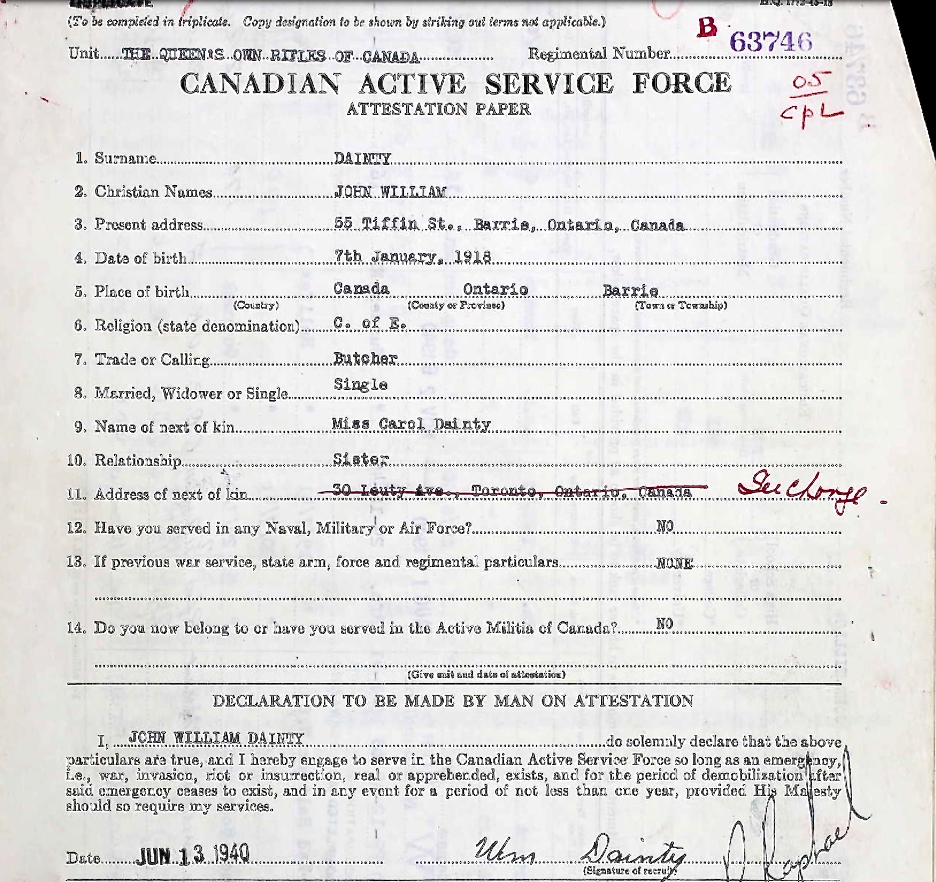 (To be completed in triplicate. Copy designation to be shown by striking out terms not applicable.)
B 63746
Unit THE QUEEN'S OWN RIFLES OF CANADA Regimental Number
CANADIAN ACTIVE SERVICE FORCE
ATTESTATION PAPER
05
CPL
1. Surname DAINTY
2. Christian Names JOHN WILLIAM
3. Present address 55 Tiffin St., Barrie, Ontario, Canada
4. Date of birth 7th January, 1918
5. Place of birth Canada Ontario Barrie
(Country) (County or Province) (Town or Township)
6. Religion (state denomination) C. of E.
7. Trade or Calling Butcher
8. Married, Widower or Single Single
9. Name of next of kin Miss Carol Dainty
10. Relationship Sister
11. Address of next of kin 30 Leuty Ave., Toronto, Ontario, Canada See Change.
12. Have you served in any Naval, Military or Air Force? NO
13. If previous war service, state arm, force and regimental particulars NONE
14. Do you now belong to or have you served in the Active Militia of Canada? NO
(Give unit and date of attestation)
DECLARATION TO BE MADE BY MAN ON ATTESTATION
I, JOHN WILLIAM DAINTY do solemnly declare that the above
particulars are true, and I hereby engage to serve in the Canadian Active Service Force so long as an emergency,
i.e., war, invasion, riot or insurrection, real or apprehended, exists, and for the period of demobilization after
said emergency ceases to exist, and in any event for a period of not less than one year, provided His Majesty
should so require my services.
Date JUN 13 1940 Wm Dainty Raphael
(Signature of recruit)